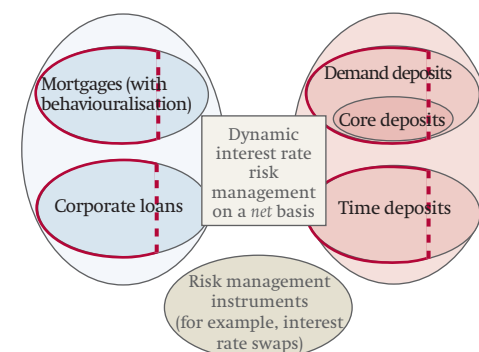 Mortgages (with
behaviouralisation)
Demand deposits
Core deposits
Dynamic
interest rate
risk
management
on a net basis
Corporate loans
Time deposits
Risk management
instruments
(for example, interest
rate swaps)